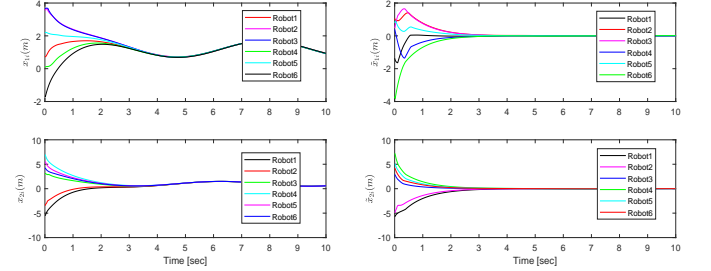 x₁ᵢ(m)
4
2
0
-2
0 1 2 3 4 5 6 7 8 9 10
Robot1
Robot2
Robot3
Robot4
Robot5
Robot6
x̃₁ᵢ(m)
2
0
-2
-4
0 1 2 3 4 5 6 7 8 9 10
Robot1
Robot2
Robot3
Robot4
Robot5
Robot6
x₂ᵢ(m)
10
5
0
-5
-10
0 1 2 3 4 5 6 7 8 9 10
Time [sec]
Robot1
Robot2
Robot3
Robot4
Robot5
Robot6
x̃₂ᵢ(m)
10
5
0
-5
-10
0 1 2 3 4 5 6 7 8 9 10
Time [sec]
Robot1
Robot2
Robot3
Robot4
Robot5
Robot6